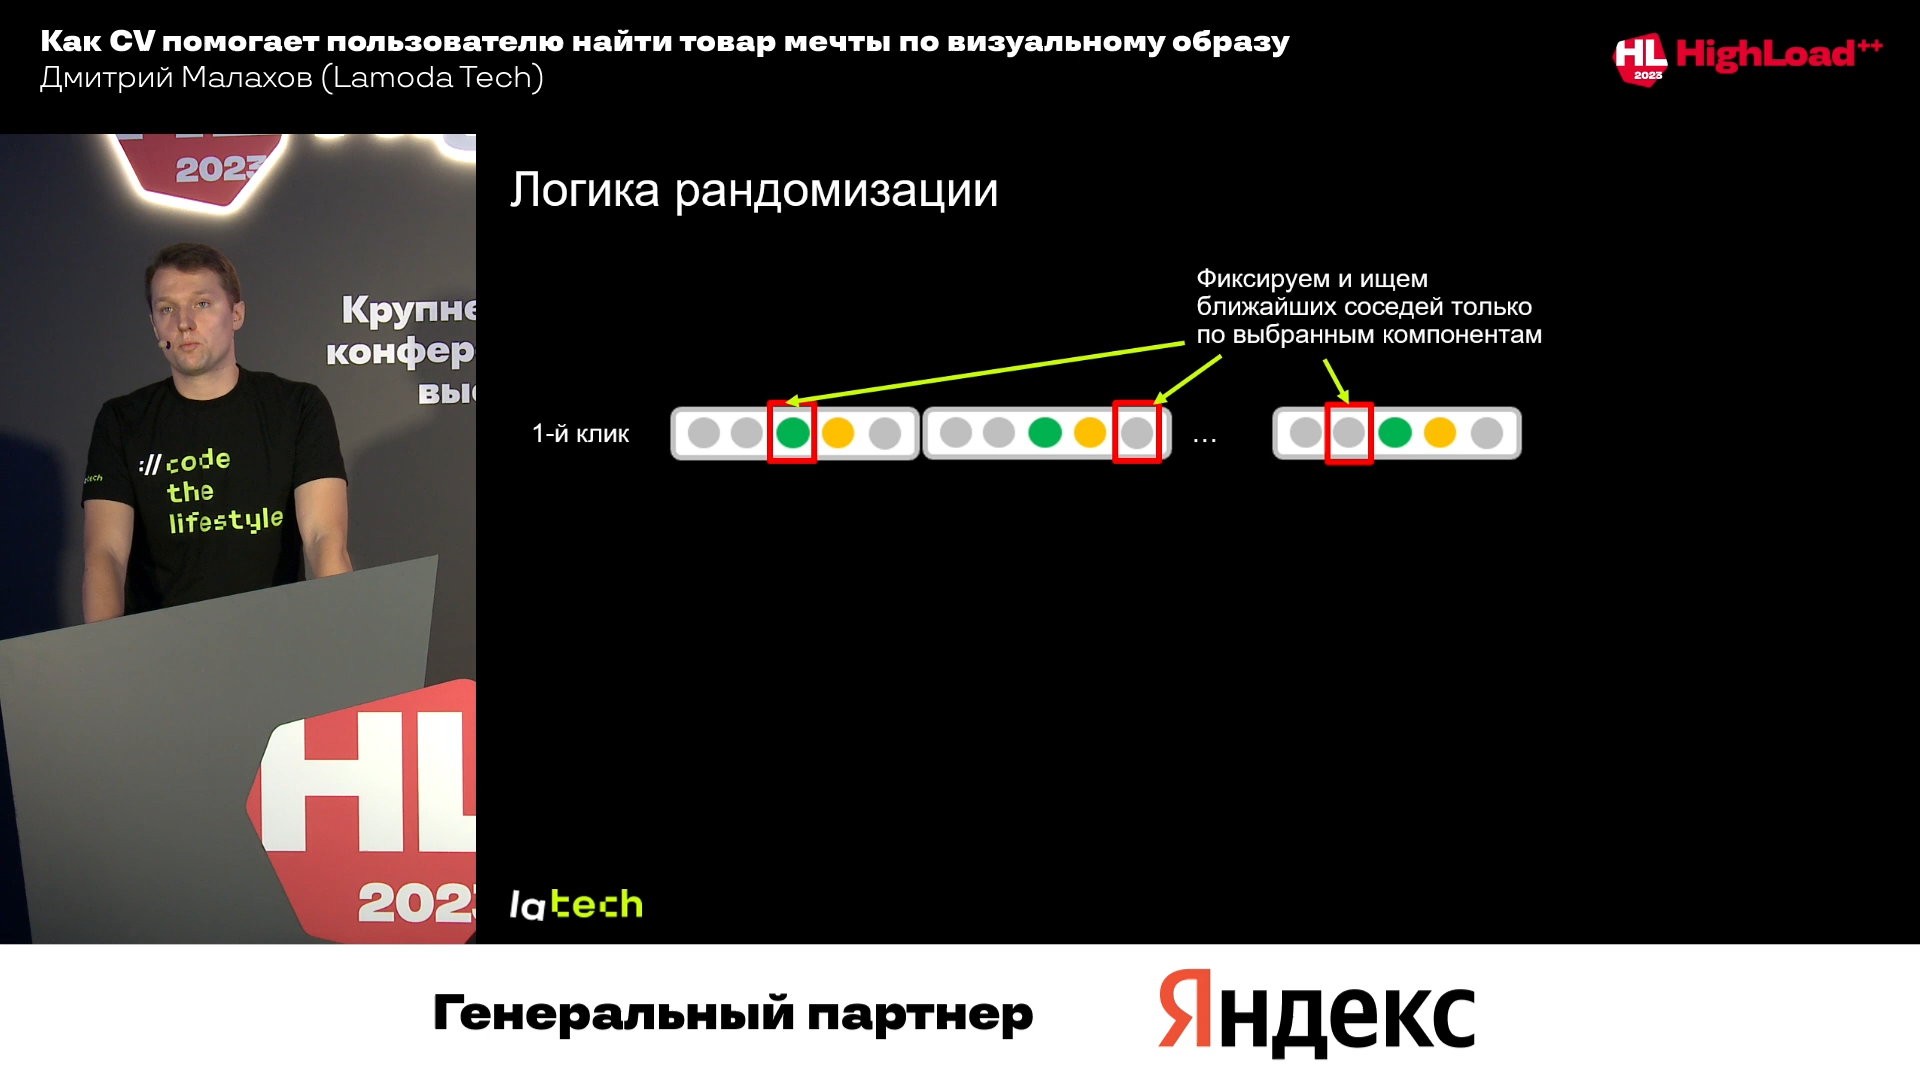 Как CV помогает пользователю найти товар мечты по визуальному образу
Дмитрий Малахов (Lamoda Tech)
HL 2023
HighLoad++
2023
Крупне
конфер
выс
://code
the
lifestyle
HL
2023
Логика рандомизации
Фиксируем и ищем
ближайших соседей только
по выбранным компонентам
1-й клик
...
latech
Генеральный партнер
Яндекс